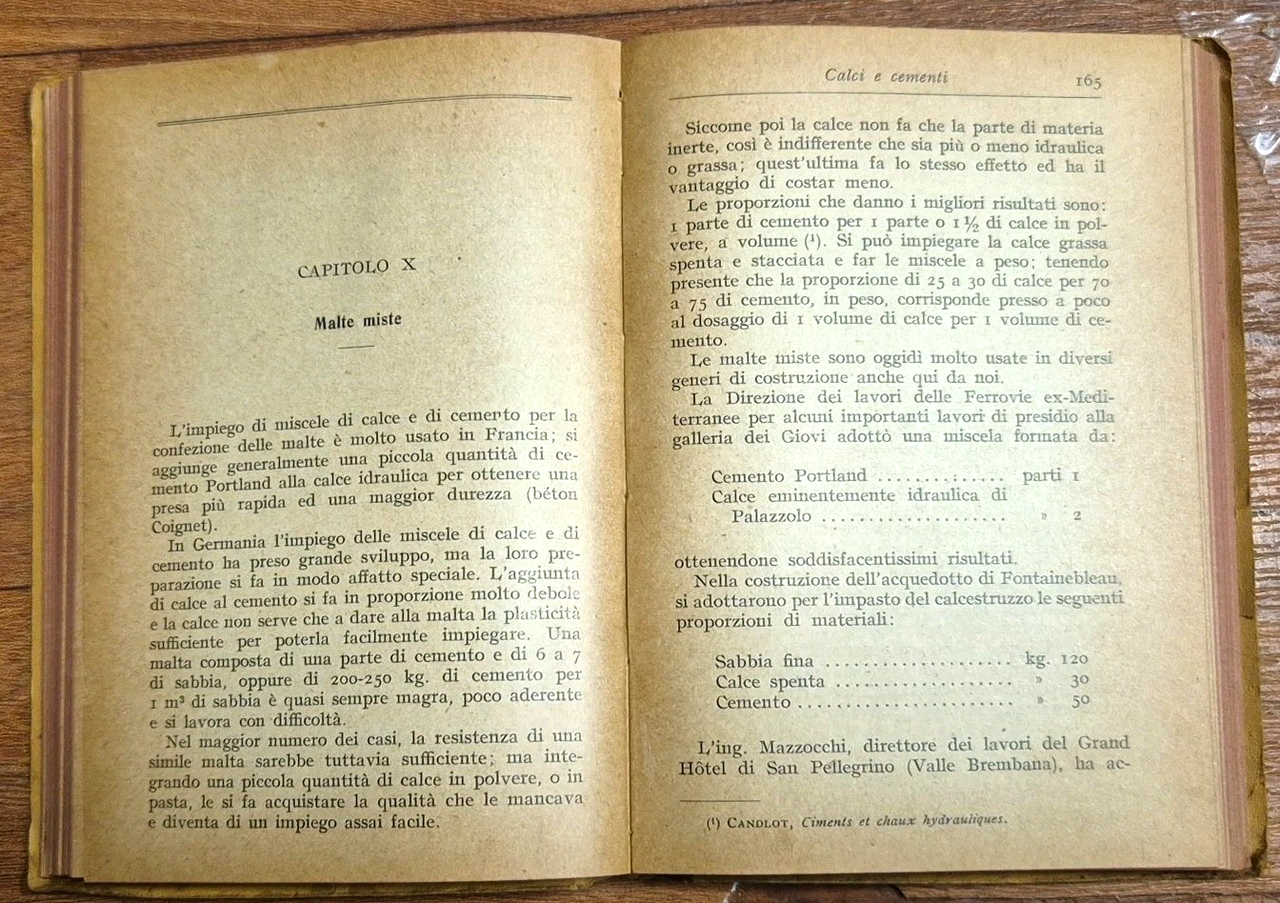 CAPITOLO X
Malte miste
L'impiego di miscele di calce e di cemento per la
confezione delle malte è molto usato in Francia; si
aggiunge generalmente una piccola quantità di ce-
mento Portland alla calce idraulica per ottenere una
presa più rapida ed una maggior durezza (béton
Coignet).
In Germania l'impiego delle miscele di calce e di
cemento ha preso grande sviluppo, ma la loro pre-
parazione si fa in modo affatto speciale. L'aggiunta
di calce al cemento si fa in proporzione molto debole
e la calce non serve che a dare alla malta la plasticità
sufficiente per poterla facilmente impiegare. Una
malta composta di una parte di cemento e di 6 a 7
di sabbia, oppure di 200-250 kg. di cemento per
1 m³ di sabbia è quasi sempre magra, poco aderente
e si lavora con difficoltà.
Nel maggior numero dei casi, la resistenza di una
simile malta sarebbe tuttavia sufficiente; ma inte-
grando una piccola quantità di calce in polvere, o in
pasta, le si fa acquistare la qualità che le mancava
e diventa di un impiego assai facile.
Calci e cementi 165
Siccome poi la calce non fa che la parte di materia
inerte, così è indifferente che sia più o meno idraulica
o grassa; quest'ultima fa lo stesso effetto ed ha il
vantaggio di costar meno.
Le proporzioni che danno i migliori risultati sono:
1 parte di cemento per 1 parte o 1 ½ di calce in pol-
vere, a volume (¹). Si può impiegare la calce grassa
spenta e stacciata e far le miscele a peso; tenendo
presente che la proporzione di 25 a 30 di calce per 70
a 75 di cemento, in peso, corrisponde presso a poco
al dosaggio di 1 volume di calce per 1 volume di ce-
mento.
Le malte miste sono oggidì molto usate in diversi
generi di costruzione anche qui da noi.
La Direzione dei lavori delle Ferrovie ex-Medi-
terranee per alcuni importanti lavori di presidio alla
galleria dei Giovi adottò una miscela formata da:
Cemento Portland .............. parti 1
Calce eminentemente idraulica di
Palazzolo ................... » 2
ottenendone soddisfacentissimi risultati.
Nella costruzione dell'acquedotto di Fontainebleau,
si adottarono per l'impasto del calcestruzzo le seguenti
proporzioni di materiali:
Sabbia fina ................... kg. 120
Calce spenta .................. » 30
Cemento ...................... » 50
L'ing. Mazzocchi, direttore dei lavori del Grand
Hôtel di San Pellegrino (Valle Brembana), ha ac-
(¹) CANDLOT, Ciments et chaux hydrauliques.